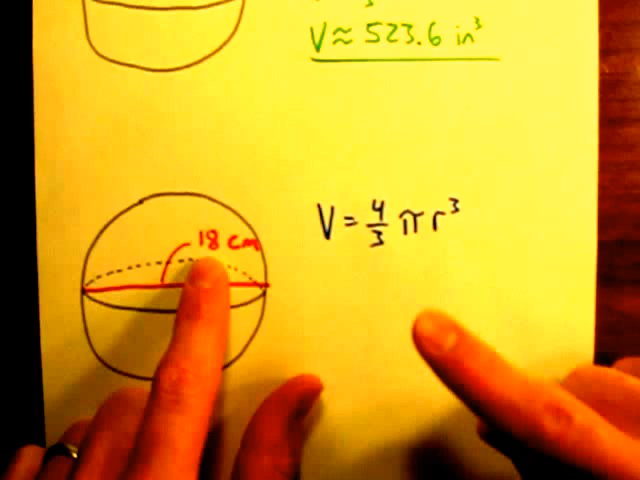 V ≈ 523.6 in³
18 cm
V = 4/3 π r³